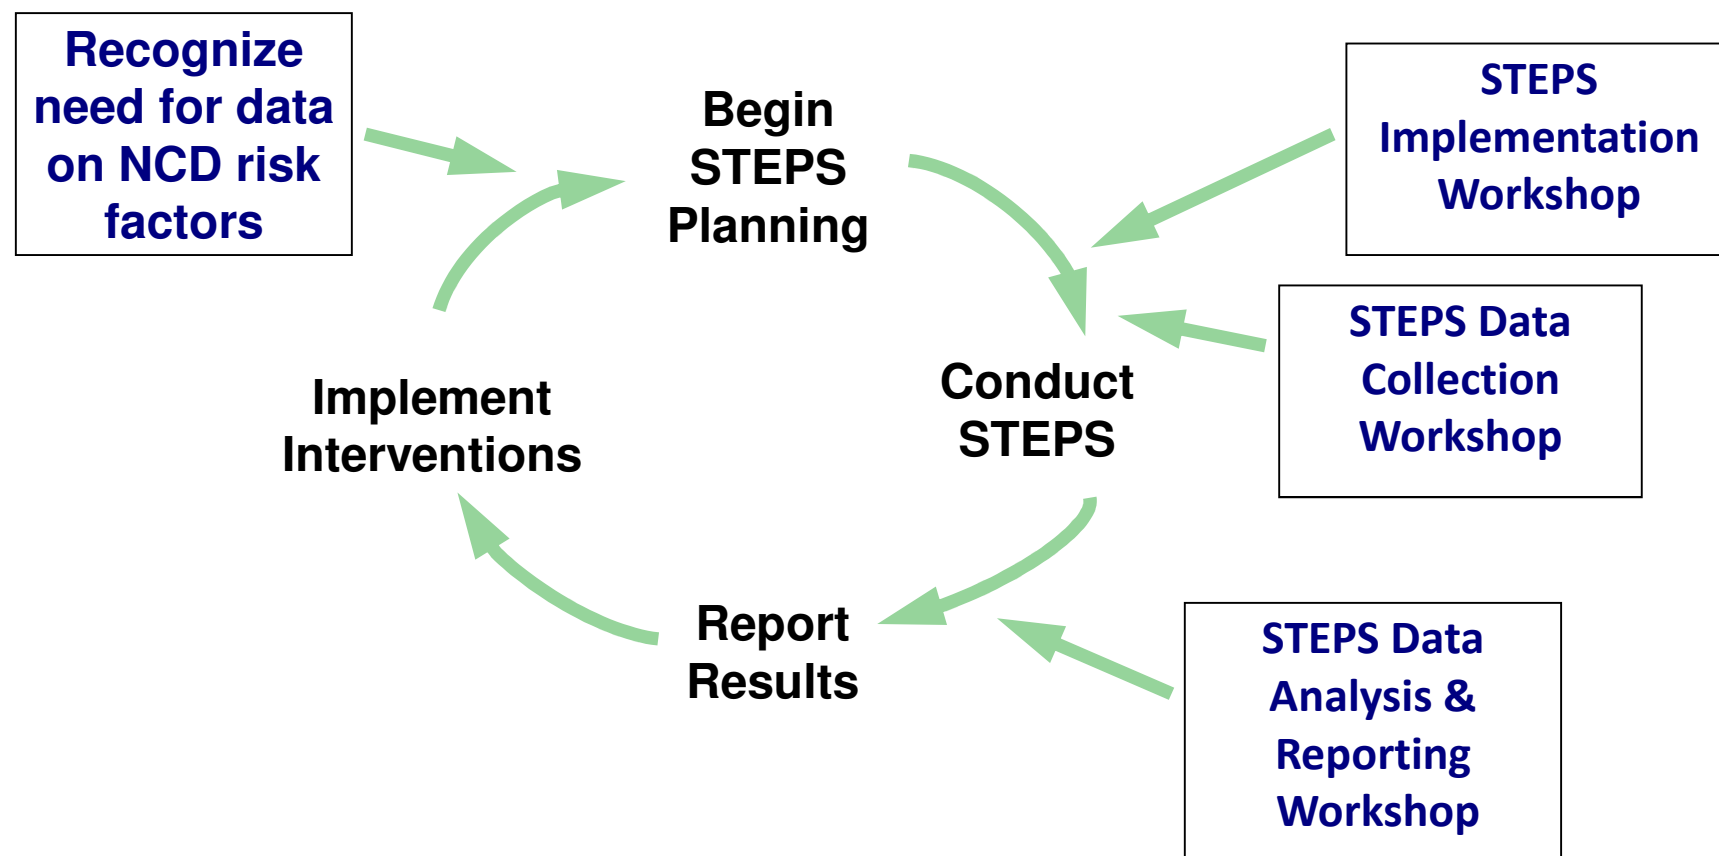 Recognize
need for data
on NCD risk
factors
Begin
STEPS
Planning
STEPS
Implementation
Workshop
STEPS Data
Collection
Workshop
Conduct
STEPS
Implement
Interventions
Report
Results
STEPS Data
Analysis &
Reporting
Workshop